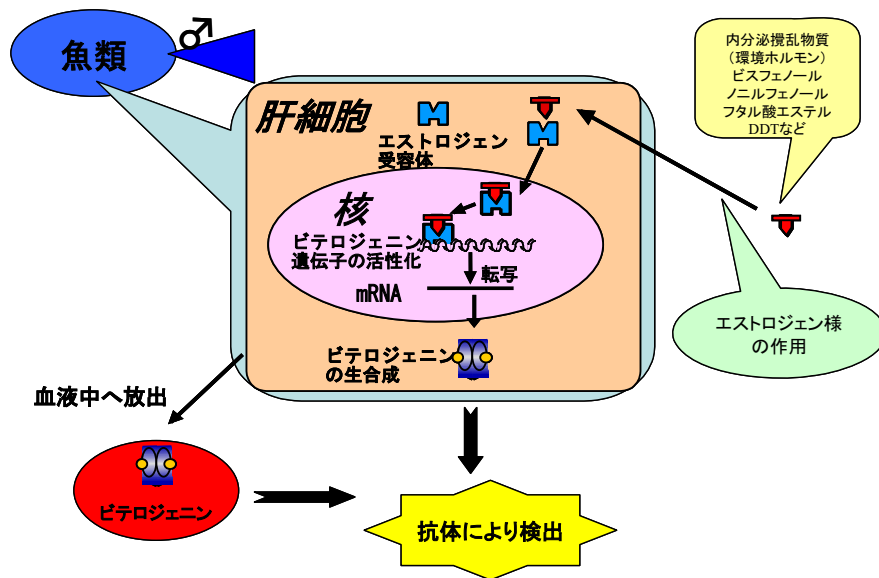 魚類
♂
内分泌攪乱物質
(環境ホルモン)
ビスフェノール
ノニルフェノール
フタル酸エステル
DDTなど
肝細胞
エストロジェン
受容体
核
ビテロジェニン
遺伝子の活性化
転写
mRNA
エストロジェン様
の作用
ビテロジェニン
の生合成
血液中へ放出
ビテロジェニン
抗体により検出